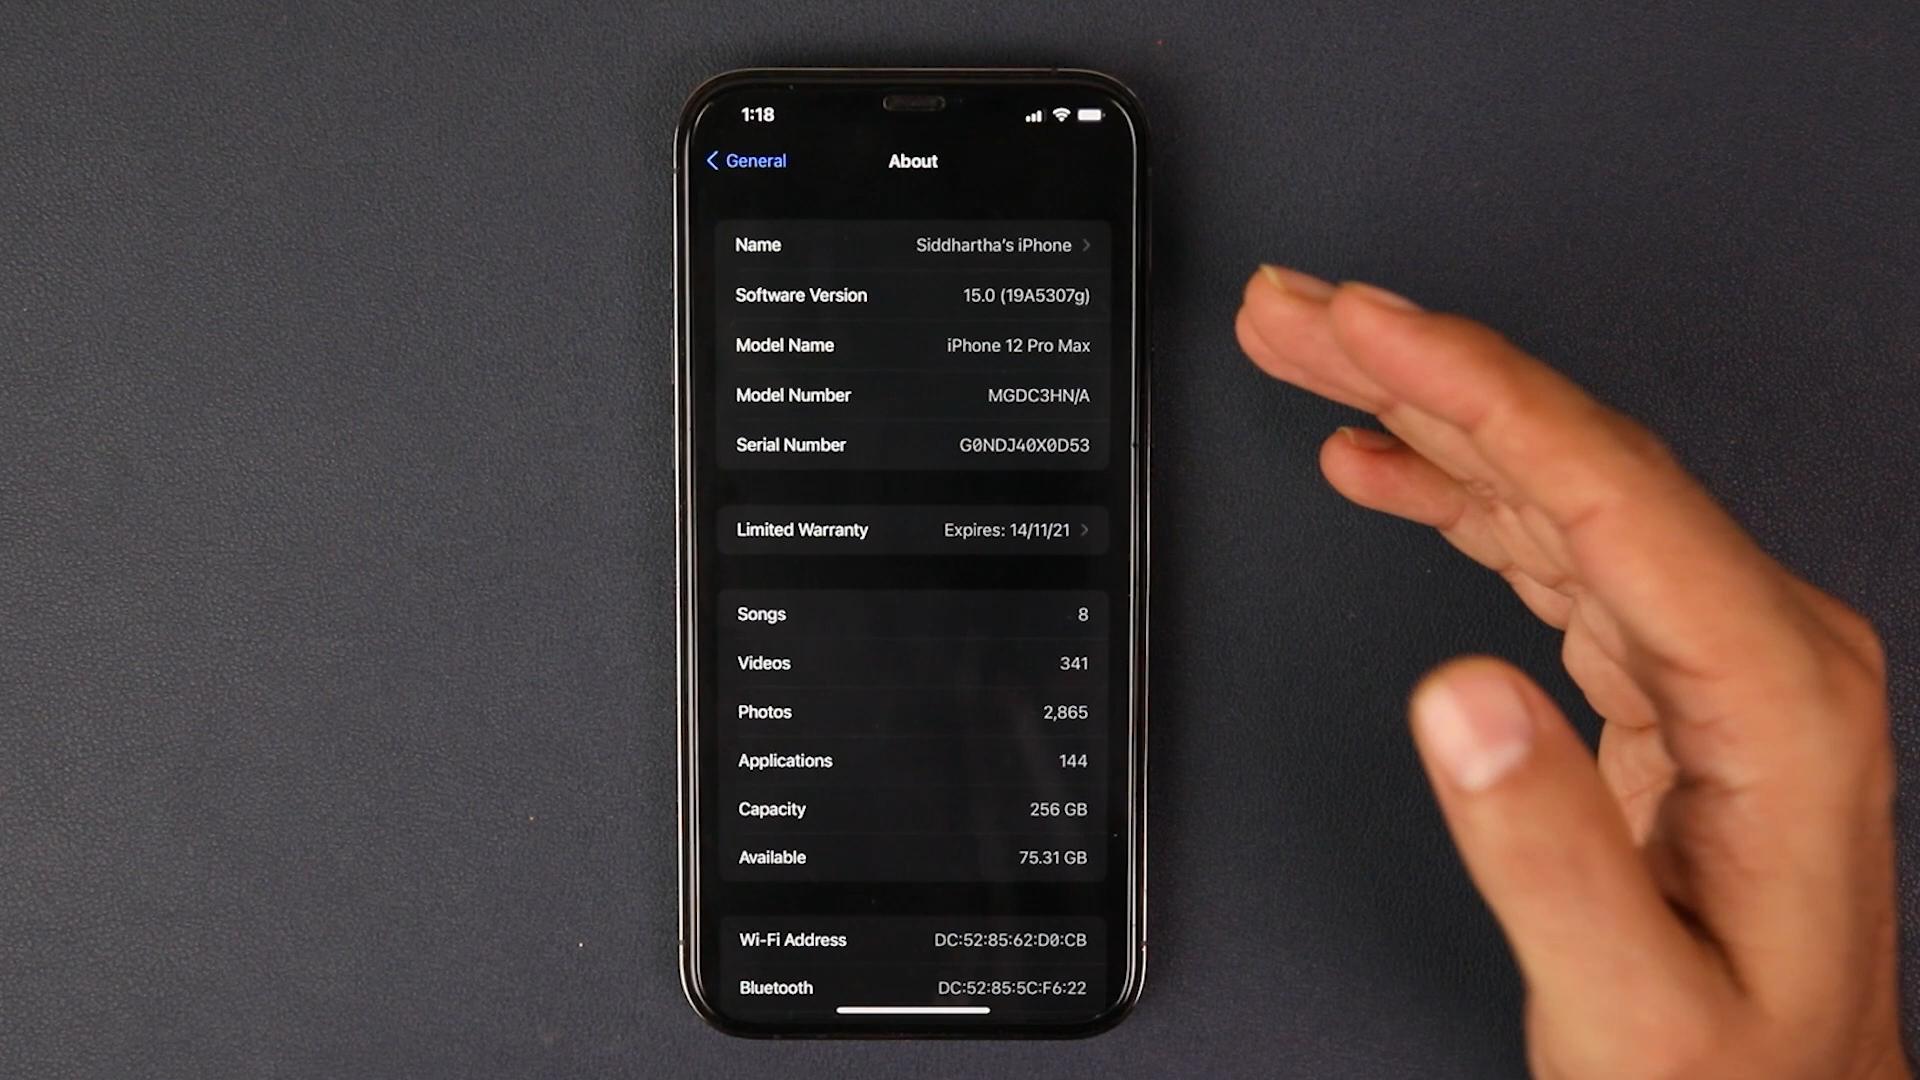 1:18
General About
Name Siddhartha's iPhone
Software Version 15.0 (19A5307g)
Model Name iPhone 12 Pro Max
Model Number MGDC3HN/A
Serial Number G0NDJ40X0D53
Limited Warranty Expires: 14/11/21
Songs 8
Videos 341
Photos 2,865
Applications 144
Capacity 256 GB
Available 75.31 GB
Wi-Fi Address DC:52:85:62:D0:CB
Bluetooth DC:52:85:5C:F6:22